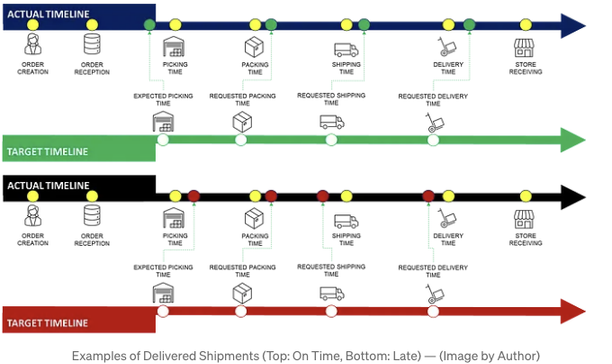 ACTUAL TIMELINE
ORDER CREATION
ORDER RECEPTION
PICKING TIME
PACKING TIME
SHIPPING TIME
DELIVERY TIME
STORE RECEIVING
EXPECTED PICKING TIME
REQUESTED PACKING TIME
REQUESTED SHIPPING TIME
REQUESTED DELIVERY TIME
TARGET TIMELINE
ACTUAL TIMELINE
ORDER CREATION
ORDER RECEPTION
PICKING TIME
PACKING TIME
SHIPPING TIME
DELIVERY TIME
STORE RECEIVING
EXPECTED PICKING TIME
REQUESTED PACKING TIME
REQUESTED SHIPPING TIME
REQUESTED DELIVERY TIME
TARGET TIMELINE
Examples of Delivered Shipments (Top: On Time, Bottom: Late) — (Image by Author)